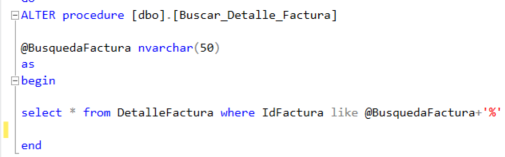 ALTER procedure [dbo].[Buscar_Detalle_Factura]
@BusquedaFactura nvarchar(50)
as
begin
select * from DetalleFactura where IdFactura like @BusquedaFactura+'%'
end